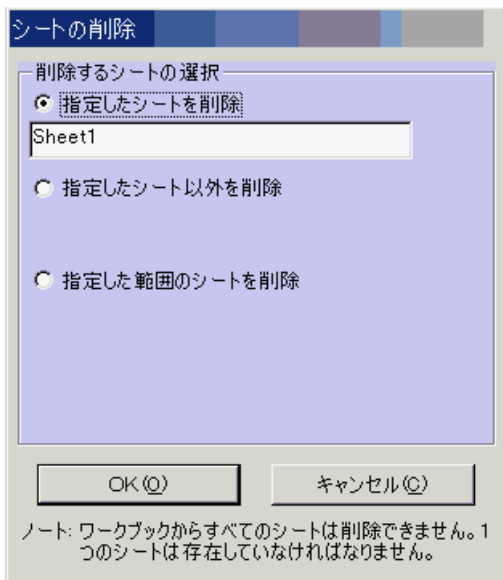 シートの削除
削除するシートの選択
指定したシートを削除
Sheet1
指定したシート以外を削除
指定した範囲のシートを削除
OK(O)
キャンセル(C)
ノート: ワークブックからすべてのシートは削除できません。1
つのシートは存在していなければなりません。